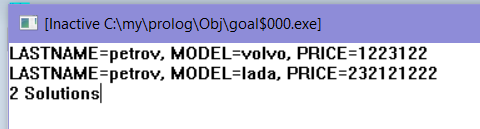 [Inactive C:\my\prolog\Obj\goal$000.exe]
LASTNAME=petrov, MODEL=volvo, PRICE=1223122
LASTNAME=petrov, MODEL=lada, PRICE=232121222
2 Solutions